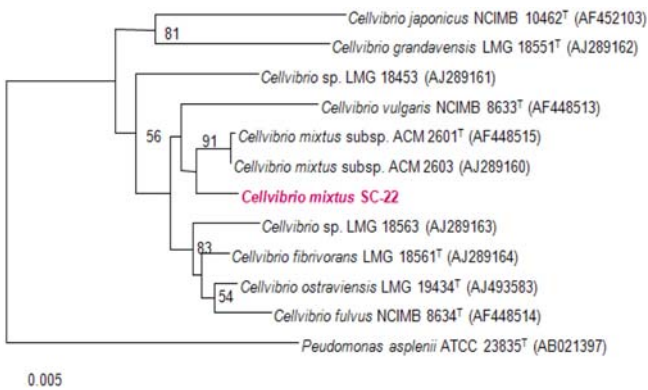 Cellvibrio japonicus NCIMB 10462ᵀ (AF452103)
81
Cellvibrio grandavensis LMG 18551ᵀ (AJ289162)
Cellvibrio sp. LMG 18453 (AJ289161)
Cellvibrio vulgaris NCIMB 8633ᵀ (AF448513)
56
91
Cellvibrio mixtus subsp. ACM 2601ᵀ (AF448515)
Cellvibrio mixtus subsp. ACM 2603 (AJ289160)
Cellvibrio mixtus SC-22
Cellvibrio sp. LMG 18563 (AJ289163)
83
Cellvibrio fibrivorans LMG 18561ᵀ (AJ289164)
Cellvibrio ostraviensis LMG 19434ᵀ (AJ493583)
54
Cellvibrio fulvus NCIMB 8634ᵀ (AF448514)
Peudomonas asplenii ATCC 23835ᵀ (AB021397)
0.005